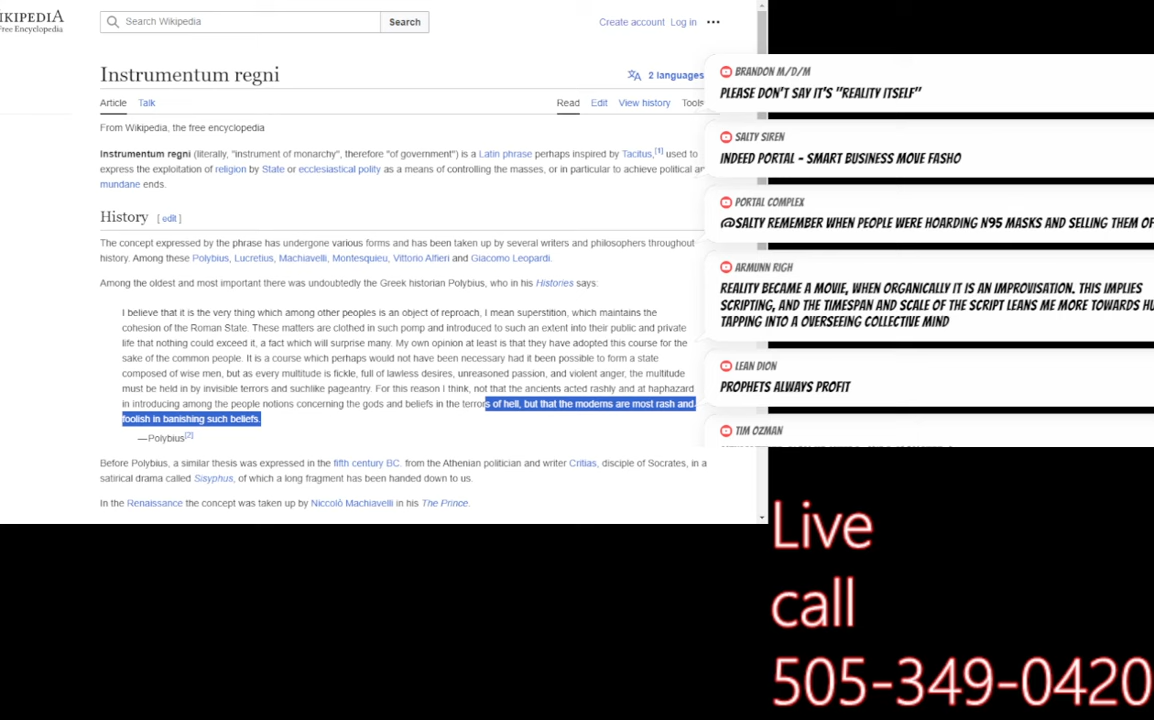 IKIPEDIA
Free Encyclopedia
Search Wikipedia
Search
Create account Log in •••
Instrumentum regni
2 languages
Article Talk
Read Edit View history Tools
From Wikipedia, the free encyclopedia
Instrumentum regni (literally, "instrument of monarchy", therefore "of government") is a Latin phrase perhaps inspired by Tacitus,[1] used to
express the exploitation of religion by State or ecclesiastical polity as a means of controlling the masses, or in particular to achieve political an
mundane ends.
History [ edit ]
The concept expressed by the phrase has undergone various forms and has been taken up by several writers and philosophers throughout
history. Among these Polybius, Lucretius, Machiavelli, Montesquieu, Vittorio Alfieri and Giacomo Leopardi.
Among the oldest and most important there was undoubtedly the Greek historian Polybius, who in his Histories says:
I believe that it is the very thing which among other peoples is an object of reproach, I mean superstition, which maintains the
cohesion of the Roman State. These matters are clothed in such pomp and introduced to such an extent into their public and private
life that nothing could exceed it, a fact which will surprise many. My own opinion at least is that they have adopted this course for the
sake of the common people. It is a course which perhaps would not have been necessary had it been possible to form a state
composed of wise men, but as every multitude is fickle, full of lawless desires, unreasoned passion, and violent anger, the multitude
must be held in by invisible terrors and suchlike pageantry. For this reason I think, not that the ancients acted rashly and at haphazard
in introducing among the people notions concerning the gods and beliefs in the terrors of hell, but that the moderns are most rash and
foolish in banishing such beliefs.
—Polybius[2]
Before Polybius, a similar thesis was expressed in the fifth century BC. from the Athenian politician and writer Critias, disciple of Socrates, in a
satirical drama called Sisyphus, of which a long fragment has been handed down to us.
In the Renaissance the concept was taken up by Niccolò Machiavelli in his The Prince.
BRANDON M/D/M
PLEASE DON'T SAY IT'S "REALITY ITSELF"
SALTY SIREN
INDEED PORTAL - SMART BUSINESS MOVE FASHO
PORTAL COMPLEX
@SALTY REMEMBER WHEN PEOPLE WERE HOARDING N95 MASKS AND SELLING THEM OF
ARMUNN RIGH
REALITY BECAME A MOVIE, WHEN ORGANICALLY IT IS AN IMPROVISATION. THIS IMPLIES
SCRIPTING, AND THE TIMESPAN AND SCALE OF THE SCRIPT LEANS ME MORE TOWARDS HU
TAPPING INTO A OVERSEEING COLLECTIVE MIND
LEAN DION
PROPHETS ALWAYS PROFIT
TIM OZMAN
Live
call
505-349-0420